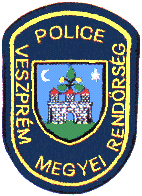 POLICE
VESZPRÉM MEGYEI RENDŐRSÉG